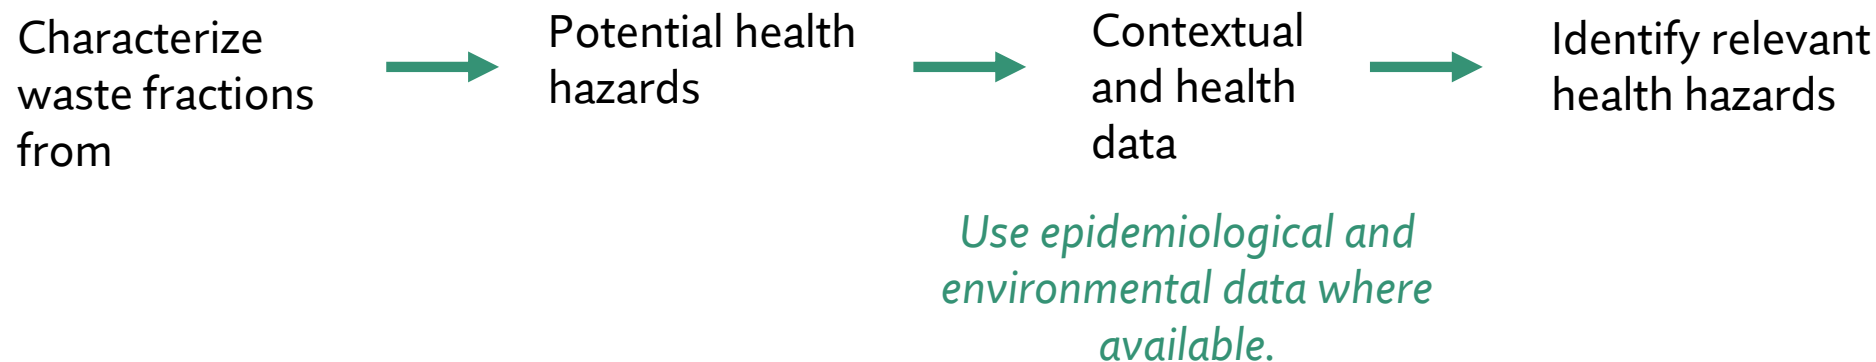 Characterize
waste fractions
from
Potential health
hazards
Contextual
and health
data
Use epidemiological and
environmental data where
available.
Identify relevant
health hazards